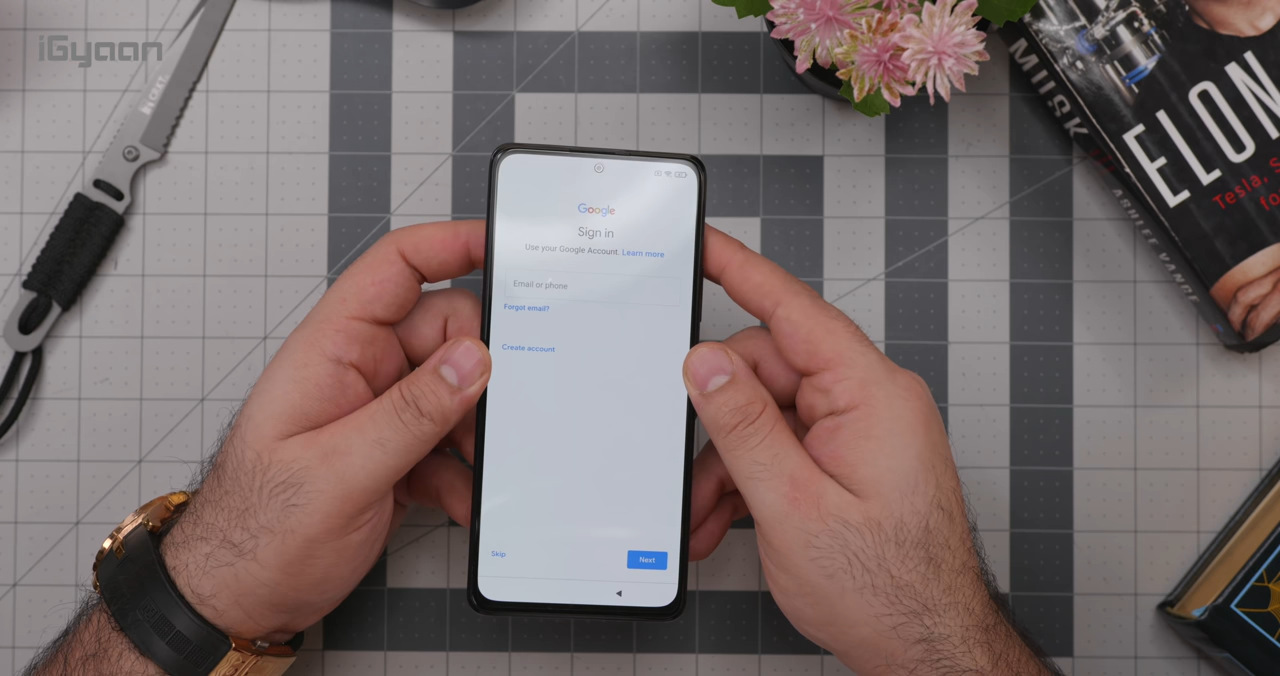 iGyaan
Google
Sign in
Use your Google Account. Learn more
Email or phone
Forgot email?
Create account
Skip
Next
ELON
MUSK
Tesla, S
fo
ASHLEE VANCE